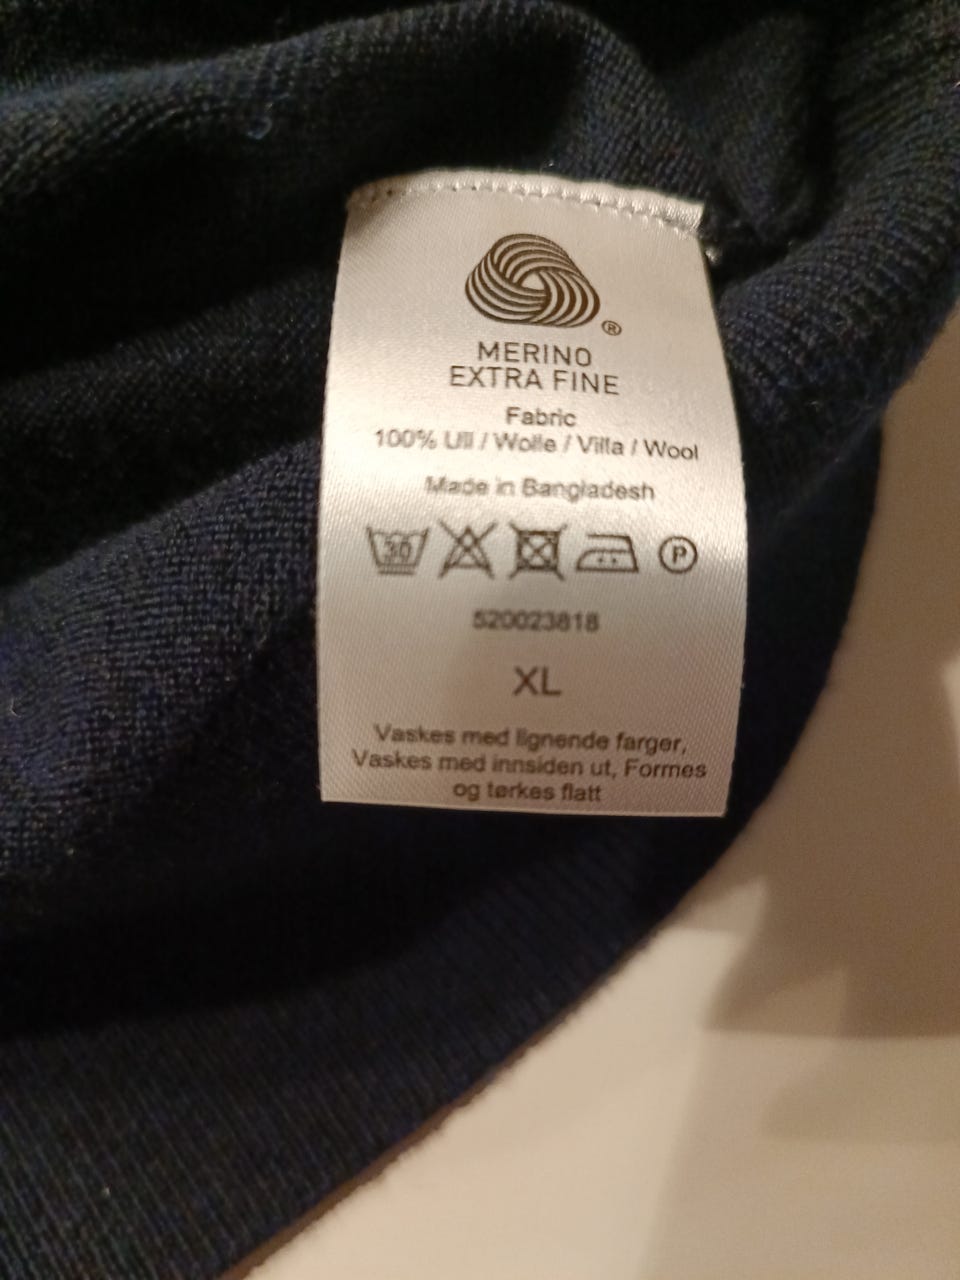 ®
MERINO
EXTRA FINE
Fabric
100% Ull / Wolle / Villa / Wool
Made in Bangladesh
30 P
520023818
XL
Vaskes med lignende farger,
Vaskes med innsiden ut, Formes
og tørkes flatt